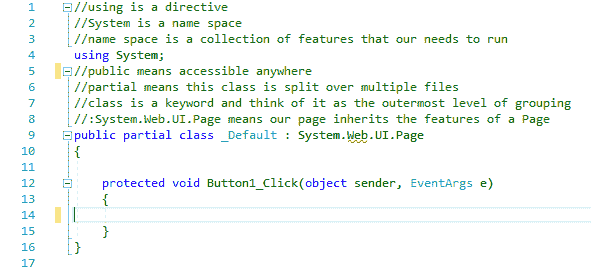 1 //using is a directive
2 //System is a name space
3 //name space is a collection of features that our needs to run
4 using System;
5 //public means accessible anywhere
6 //partial means this class is split over multiple files
7 //class is a keyword and think of it as the outermost level of grouping
8 //:System.Web.UI.Page means our page inherits the features of a Page
9 public partial class _Default : System.Web.UI.Page
10 {
11
12 protected void Button1_Click(object sender, EventArgs e)
13 {
14
15 }
16 }
17